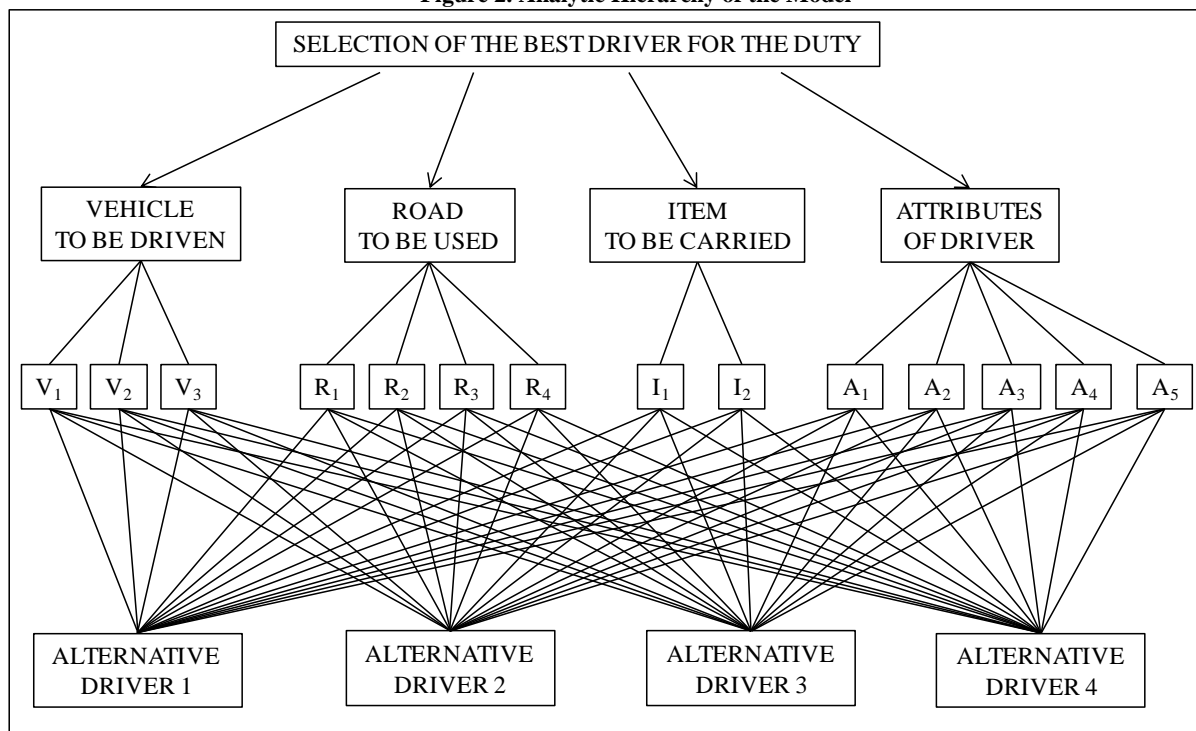 Figure 2. Analytic Hierarchy of the Model
SELECTION OF THE BEST DRIVER FOR THE DUTY
VEHICLE
TO BE DRIVEN
ROAD
TO BE USED
ITEM
TO BE CARRIED
ATTRIBUTES
OF DRIVER
V₁ V₂ V₃ R₁ R₂ R₃ R₄ I₁ I₂ A₁ A₂ A₃ A₄ A₅
ALTERNATIVE
DRIVER 1
ALTERNATIVE
DRIVER 2
ALTERNATIVE
DRIVER 3
ALTERNATIVE
DRIVER 4